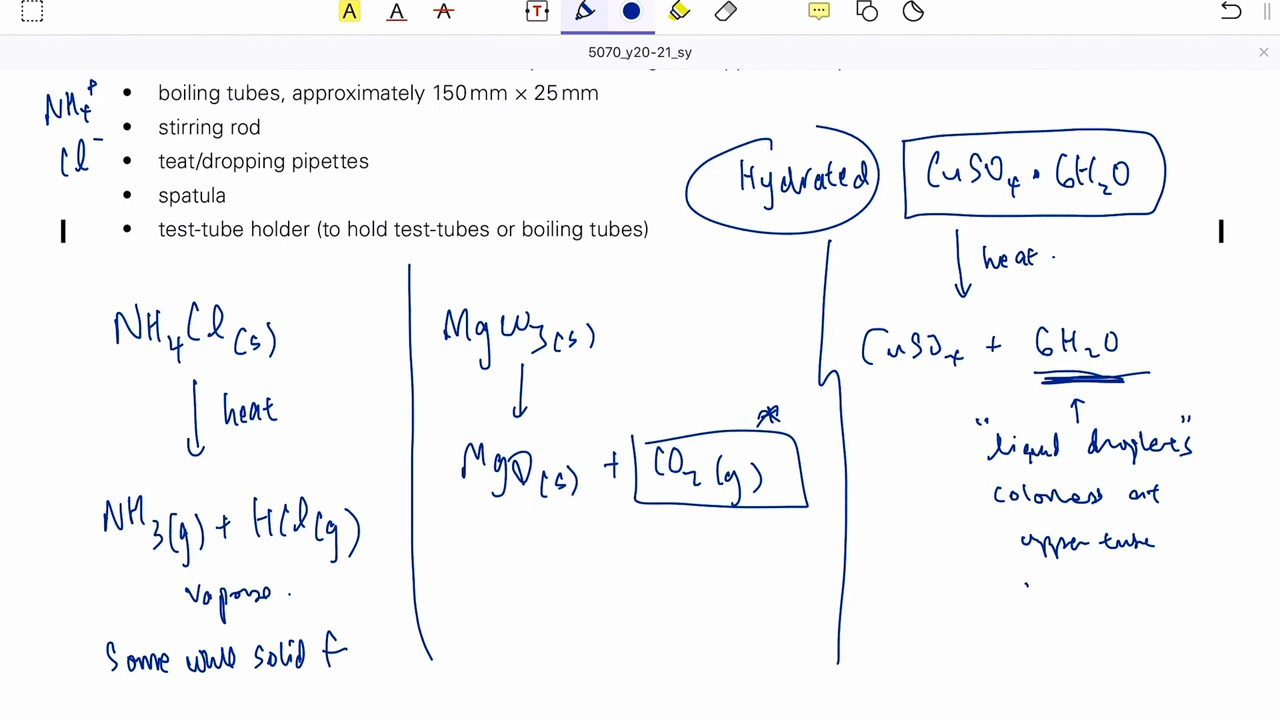 A A A T
5070_y20-21_sy
NH₄⁺
Cl⁻
• boiling tubes, approximately 150 mm × 25 mm
• stirring rod
• teat/dropping pipettes
• spatula
• test-tube holder (to hold test-tubes or boiling tubes)
Hydrated CuSO₄ • 6H₂O
heat.
CuSO₄ + 6H₂O
"liquid droplets"
colorless at
upper tube
NH₄Cl(s)
heat
NH₃(g) + HCl(g)
Some solid f
MgCO₃(s)
MgO(s) + CO₂(g) *